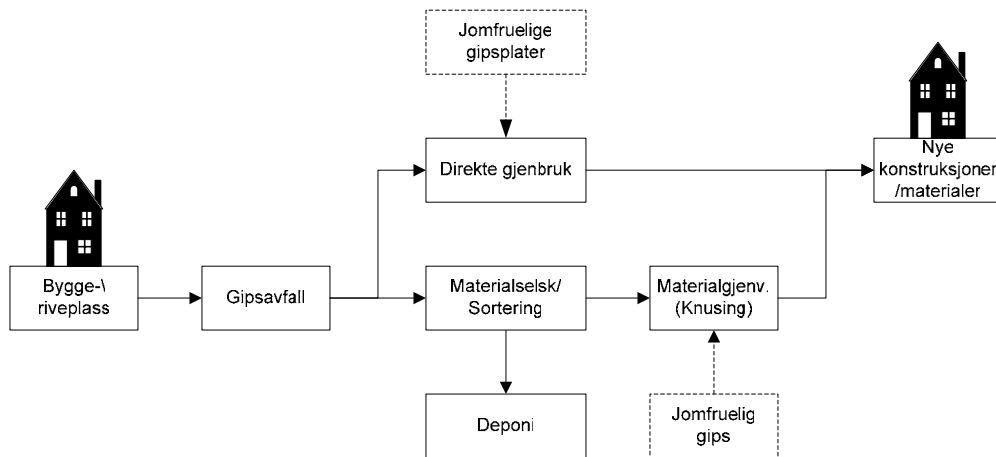 Jomfruelige
gipsplater
Direkte gjenbruk
Nye
konstruksjoner
/materialer
Bygge-\
riveplass
Gipsavfall
Materialselsk/
Sortering
Materialgjenv.
(Knusing)
Deponi
Jomfruelig
gips